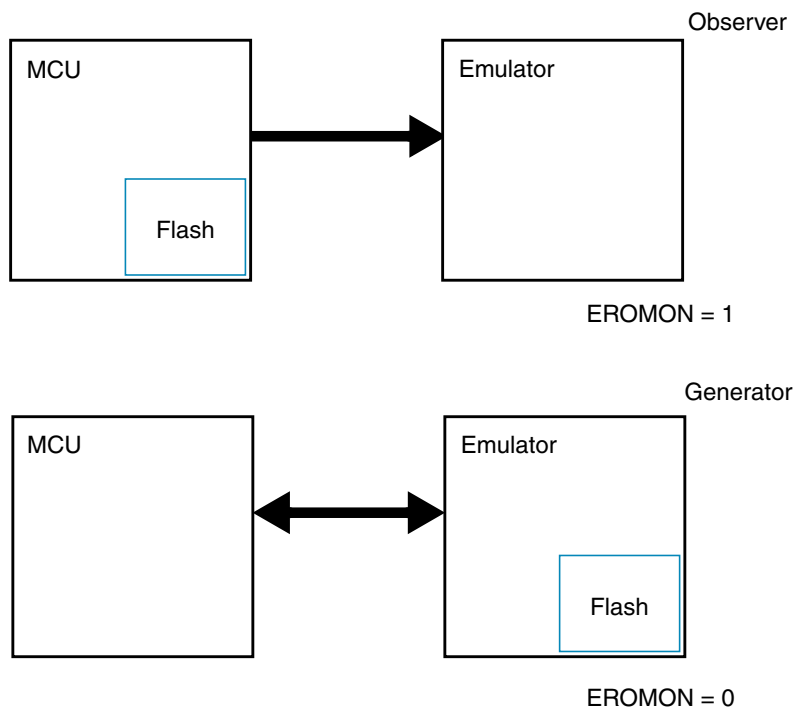 Observer
MCU
Emulator
Flash
EROMON = 1
Generator
MCU
Emulator
Flash
EROMON = 0